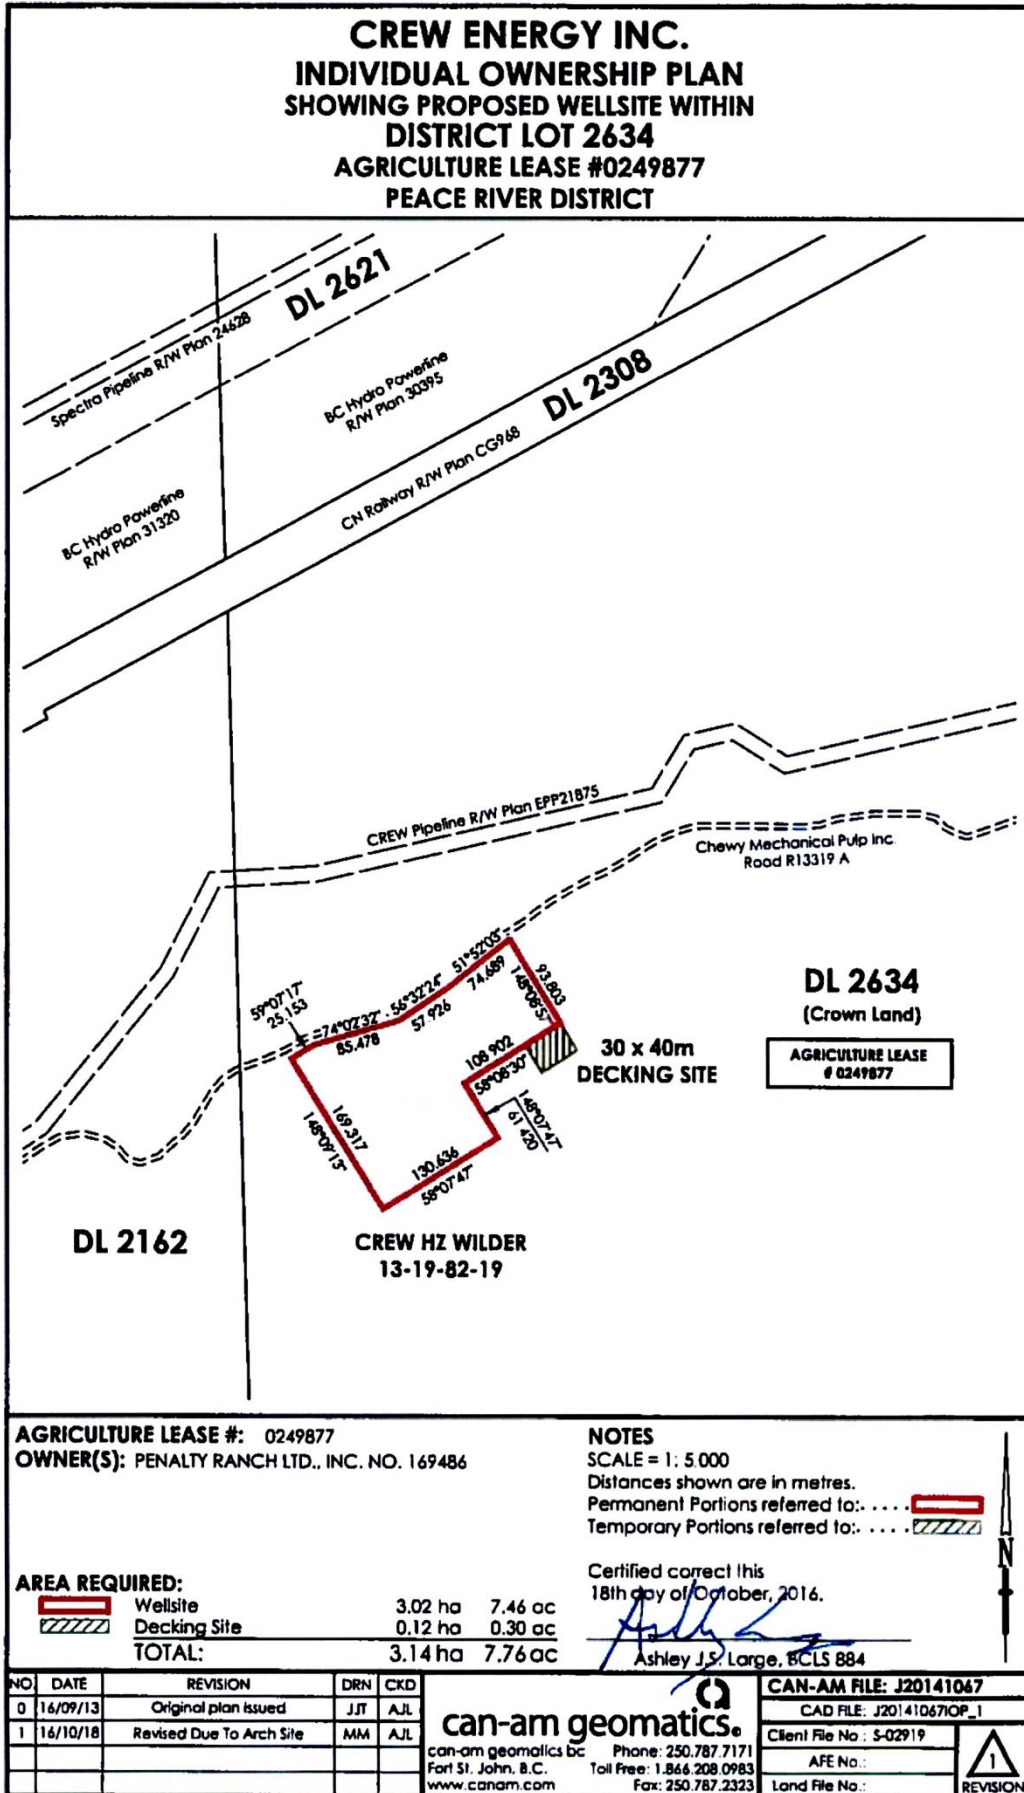 CREW ENERGY INC.
INDIVIDUAL OWNERSHIP PLAN
SHOWING PROPOSED WELLSITE WITHIN
DISTRICT LOT 2634
AGRICULTURE LEASE #0249877
PEACE RIVER DISTRICT
DL 2621
Spectra Pipeline R/W Plan 24628
BC Hydro Powerline
R/W Plan 30395
DL 2308
CN Railway R/W Plan CG968
BC Hydro Powerline
R/W Plan 31320
CREW Pipeline R/W Plan EPP21875
Chewy Mechanical Pulp Inc.
Road R13319 A
59°07'17"
25.153
74°02'32"
85.478
56°32'24"
57.926
51°52'03"
74.689
93.803
148°08'57"
108.902
58°08'30"
148°07'47"
61.420
169.317
148°09'13"
130.636
58°07'47"
30 x 40m
DECKING SITE
DL 2634
(Crown Land)
AGRICULTURE LEASE
# 0249877
DL 2162
CREW HZ WILDER
13-19-82-19
AGRICULTURE LEASE #: 0249877
OWNER(S): PENALTY RANCH LTD., INC. NO. 169486
AREA REQUIRED:
Wellsite 3.02 ha 7.46 ac
Decking Site 0.12 ha 0.30 ac
TOTAL: 3.14 ha 7.76 ac
NOTES
SCALE = 1: 5.000
Distances shown are in metres.
Permanent Portions referred to:.....
Temporary Portions referred to:.....
N
Certified correct this
18th day of October, 2016.
Ashley J.S. Large, BCLS 884
NO. DATE REVISION DRN CKD
0 16/09/13 Original plan issued JJT AJL
1 16/10/18 Revised Due To Arch Site MM AJL
can-am geomatics.
can-am geomatics bc
Fort St. John, B.C.
www.canam.com
Phone: 250.787.7171
Toll Free: 1.866.208.0983
Fax: 250.787.2323
CAN-AM FILE: J20141067
CAD FILE: J20141067IOP_1
Client File No.: S-02919
AFE No.:
Land File No.:
1
REVISION